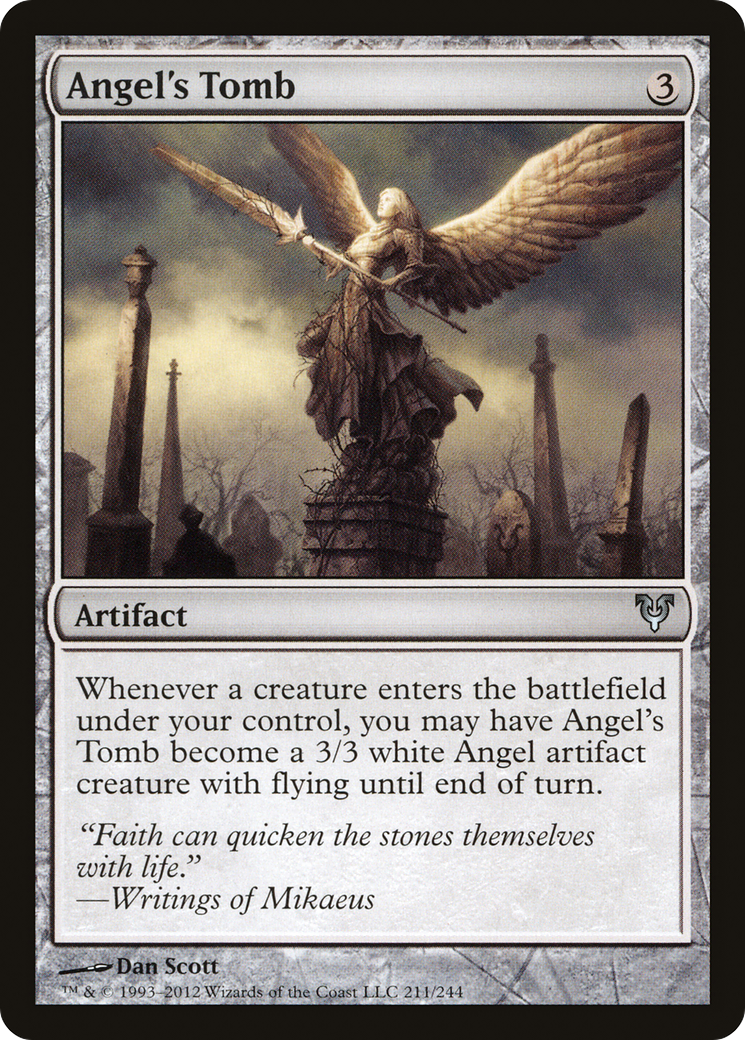 Angel's Tomb
3
Artifact
Whenever a creature enters the battlefield
under your control, you may have Angel's
Tomb become a 3/3 white Angel artifact
creature with flying until end of turn.
“Faith can quicken the stones themselves
with life.”
—Writings of Mikaeus
Dan Scott
™ & © 1993–2012 Wizards of the Coast LLC 211/244